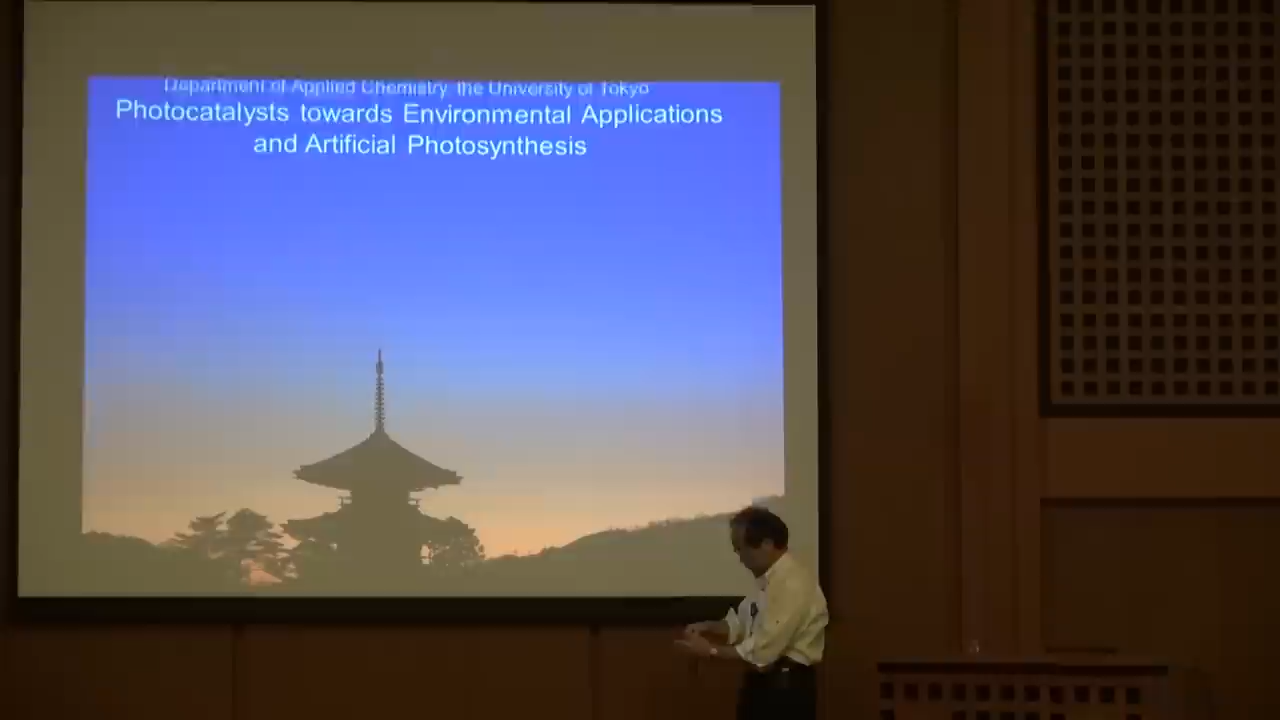 Department of Applied Chemistry, the University of Tokyo
Photocatalysts towards Environmental Applications
and Artificial Photosynthesis